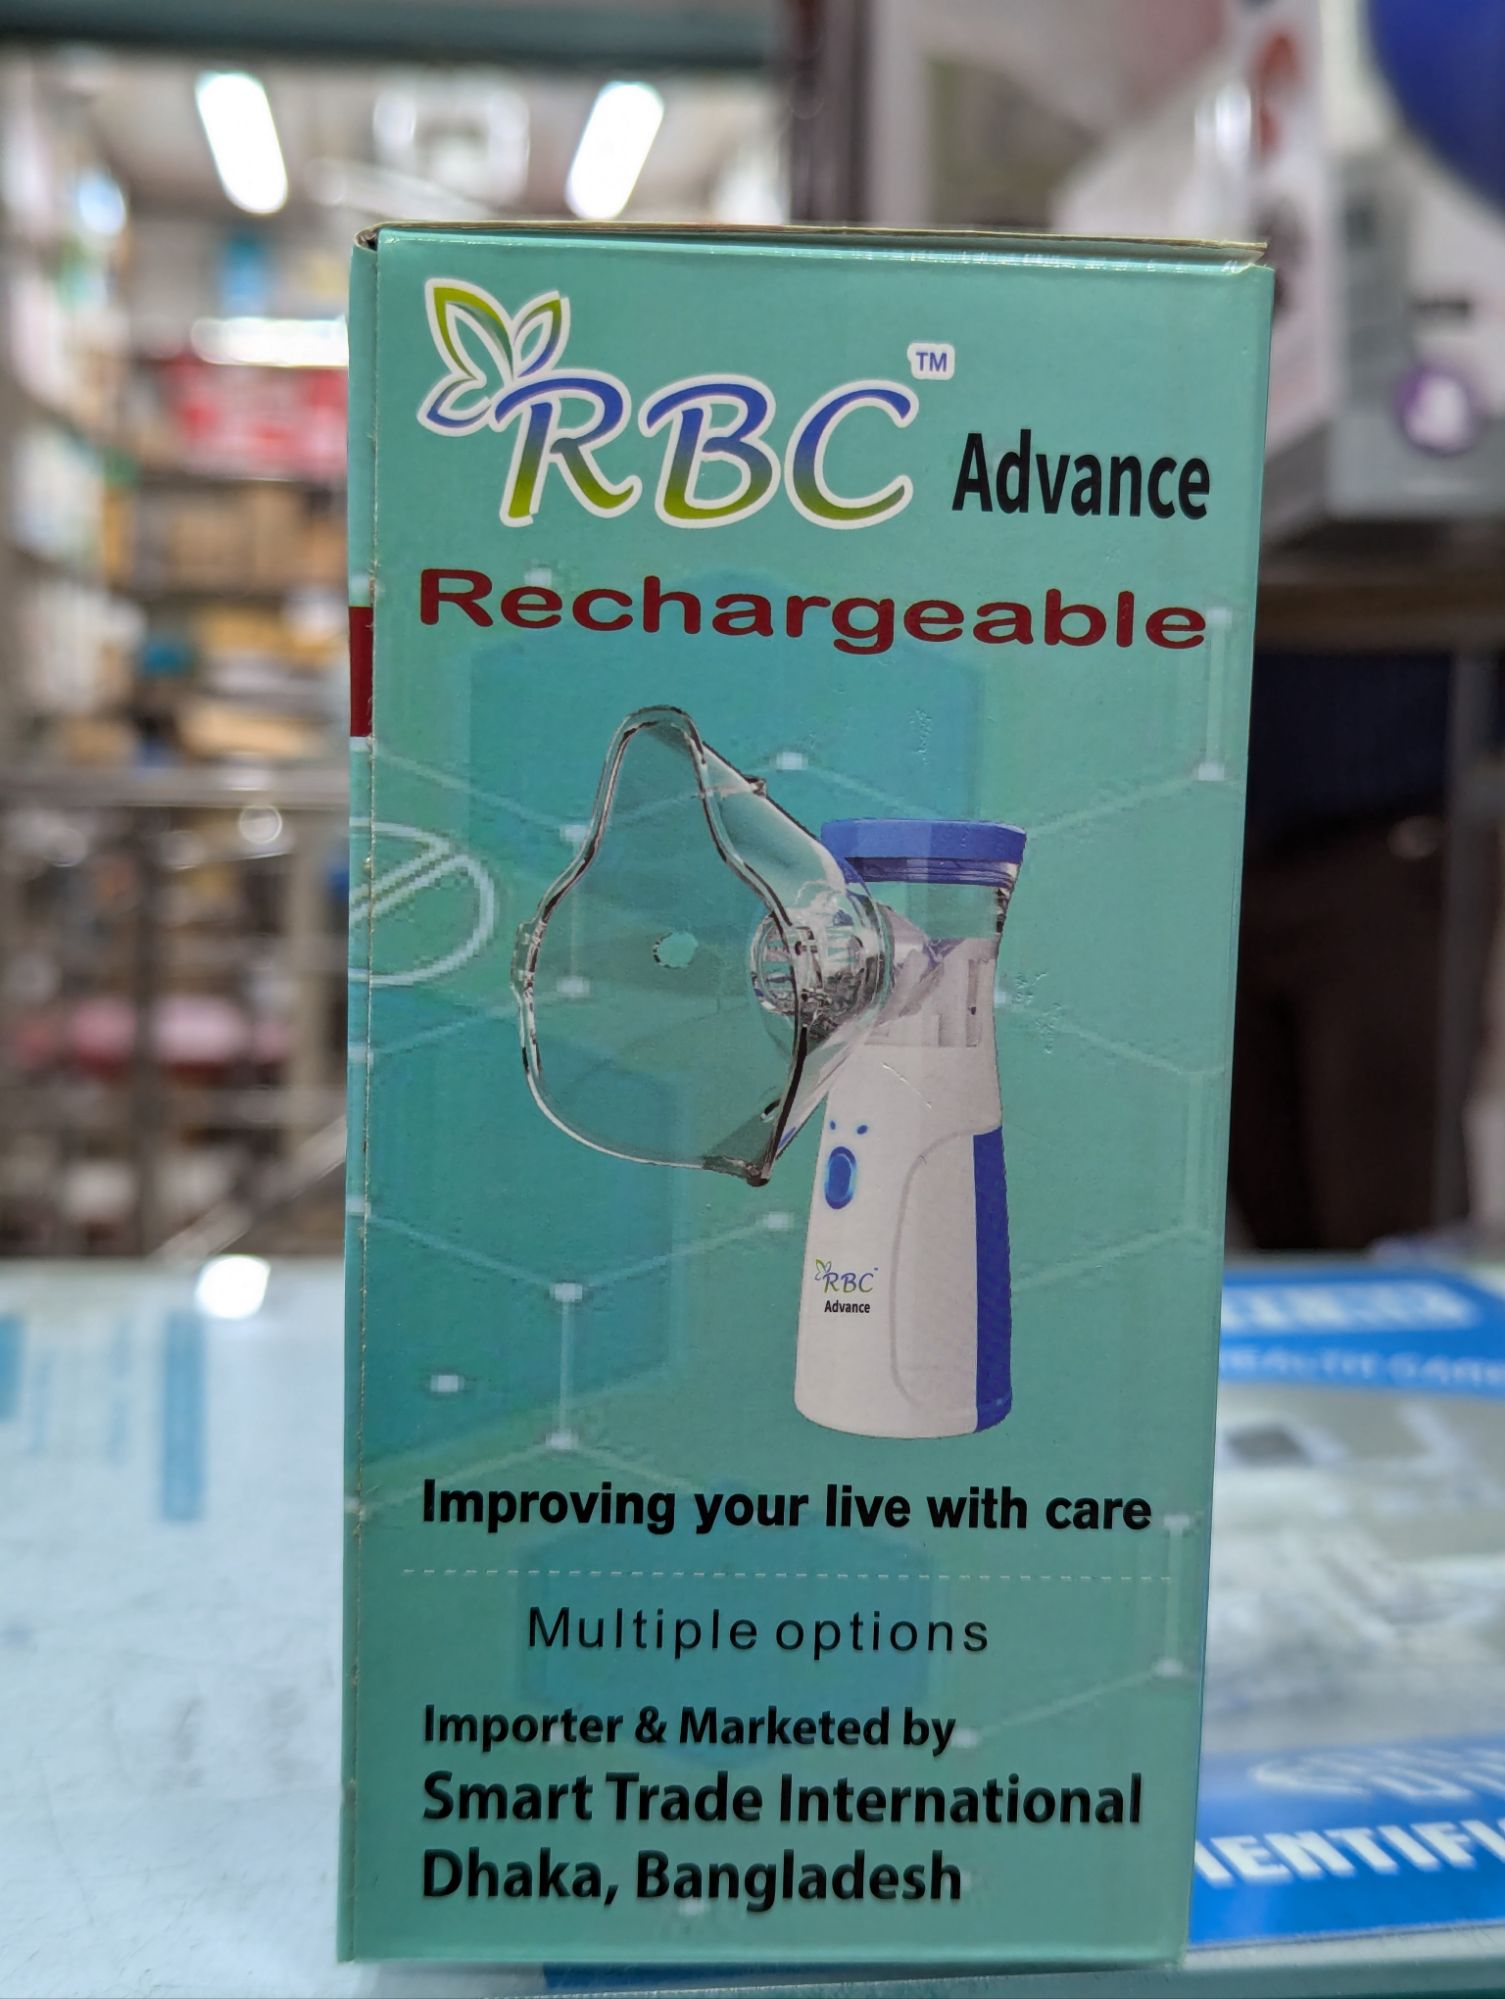 RBC™ Advance
Rechargeable
RBC
Advance
Improving your live with care
Multiple options
Importer & Marketed by
Smart Trade International
Dhaka, Bangladesh